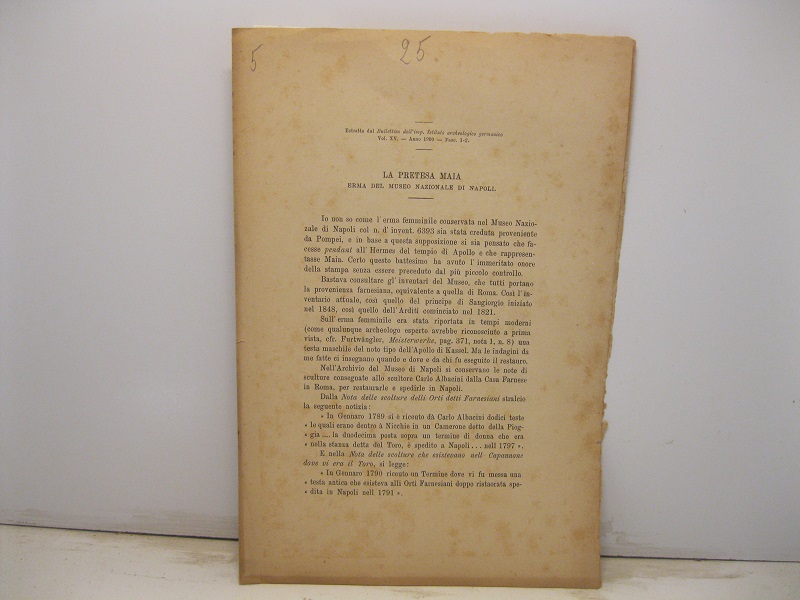 5
25.
Estratto dal Bullettino dell'imp. Istituto archeologico germanico
Vol. XV. — Anno 1900 — Fasc. 1-2.
LA PRETESA MAIA
ERMA DEL MUSEO NAZIONALE DI NAPOLI.
Io non so come l'erma femminile conservata nel Museo Nazio-
zale di Napoli col n. d'invent. 6393 sia stata creduta proveniente
da Pompei, e in base a questa supposizione si sia pensato che fa-
cesse pendant all'Hermes del tempio di Apollo e che rappresen-
tasse Maia. Certo questo battesimo ha avuto l'immeritato onore
della stampa senza essere preceduto dal più piccolo controllo.
Bastava consultare gl'inventari del Museo, che tutti portano
la provenienza farnesiana, equivalente a quella di Roma. Così l'in-
ventario attuale, così quello del principe di Sangiorgio iniziato
nel 1848, così quello dell'Arditi cominciato nel 1821.
Sull'erma femminile era stata riportata in tempi moderni
(come qualunque archeologo esperto avrebbe riconosciuto a prima
vista, cfr. Furtwängler, Meisterwerke, pag. 371, nota 1, n. 8) una
testa maschile del noto tipo dell'Apollo di Kassel. Ma le indagini da
me fatte ci insegnano quando e dove e da chi fu eseguito il restauro.
Nell'Archivio del Museo di Napoli si conservano le note di
sculture consegnate allo scultore Carlo Albacini dalla Casa Farnese
in Roma, per restaurarle e spedirle in Napoli.
Dalla Nota delle scolture delli Orti detti Farnesiani stralcio
la seguente notizia:
« In Gennaro 1789 si è riceuto dà Carlo Albacini dodici teste
« le quali erano dentro à Nicchie in un Camerone detto della Piog-
« gia .... la duodecima posta sopra un termine di donna che era
« nella stanza detta del Toro, è spedito a Napoli ... nell 1797 ».
E nella Nota delle scolture che esistevano nell Capannone
dove vi era il Toro, si legge:
« In Gennaro 1790 riceuto un Termine dove vi fu messa una
« testa antica che esisteva alli Orti Farnesiani doppo ristaorata spe-
« dita in Napoli nell 1791 ».